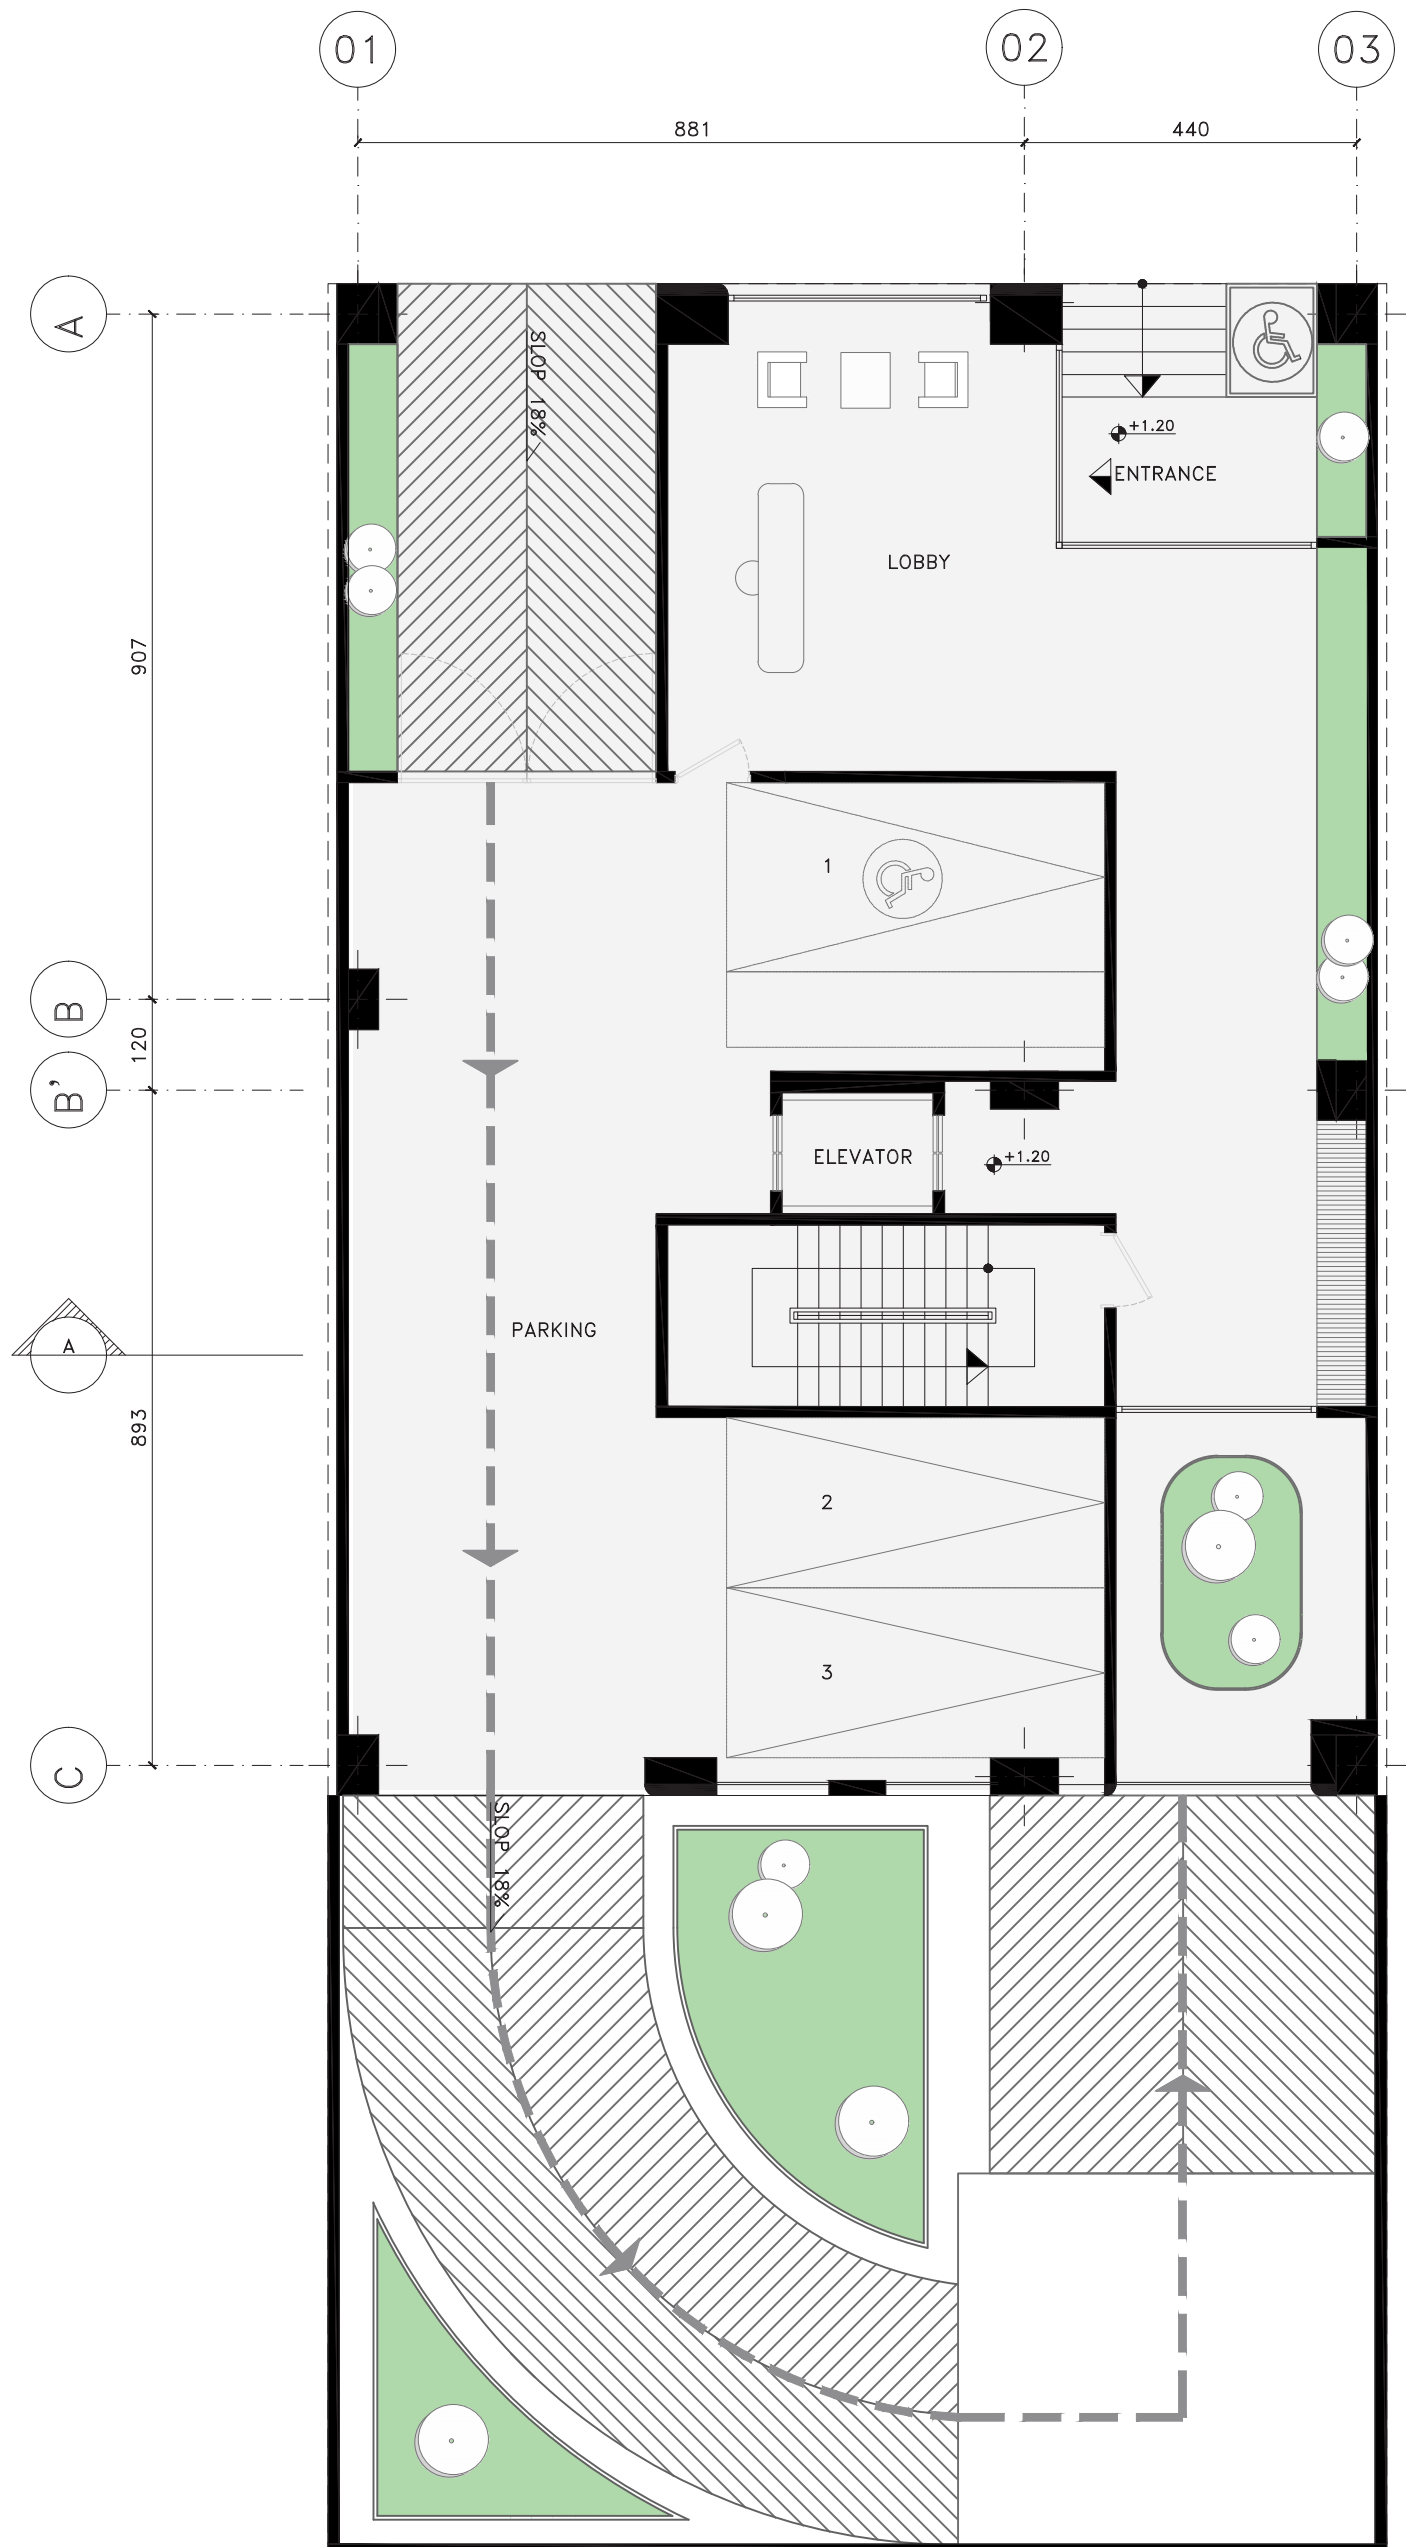 01
02
03
881
440
A
SLOP 18%
+1.20
ENTRANCE
LOBBY
907
1
B
120
B'
ELEVATOR
+1.20
PARKING
A
893
2
3
C
SLOP 18%